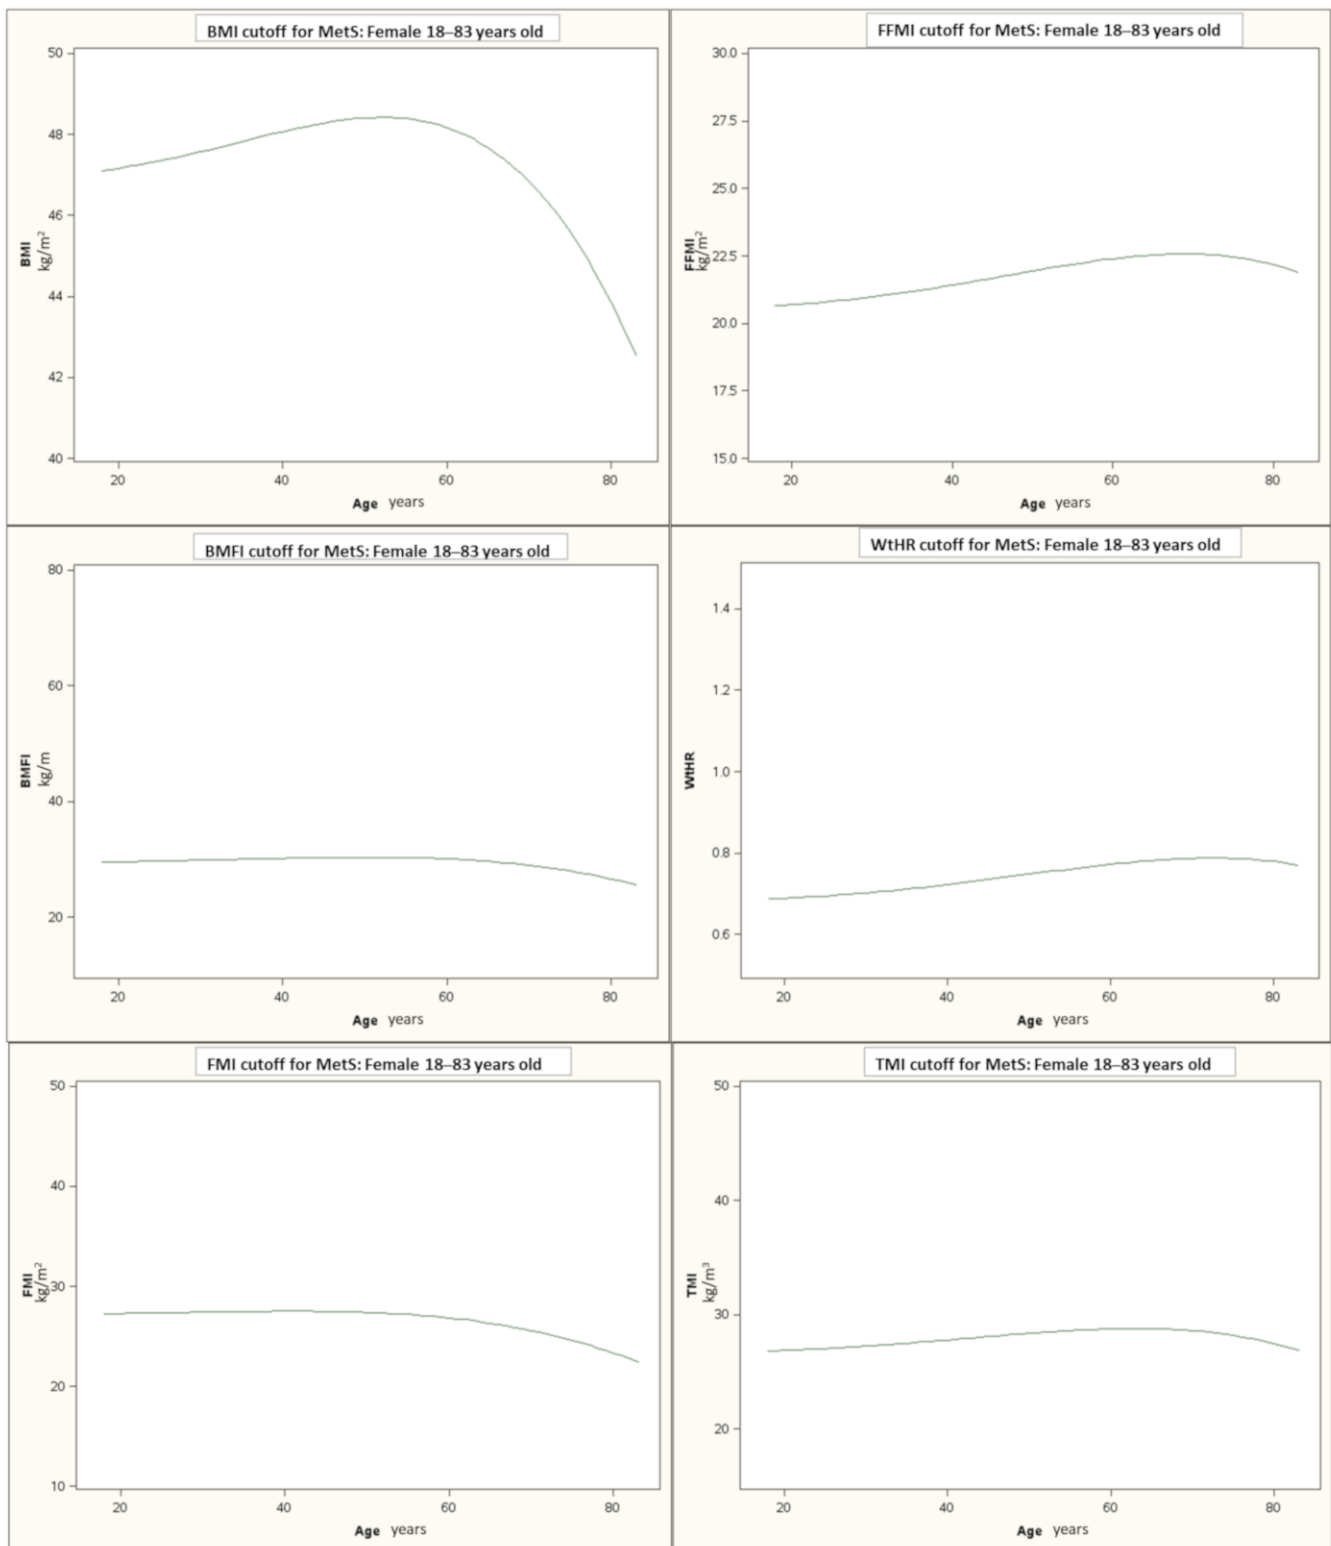 BMI cutoff for MetS: Female 18–83 years old
50
48
46
44
42
40
BMI
kg/m²
20 40 60 80
Age years
FFMI cutoff for MetS: Female 18–83 years old
30.0
27.5
25.0
22.5
20.0
17.5
15.0
FFMI
kg/m²
20 40 60 80
Age years
BMFI cutoff for MetS: Female 18–83 years old
80
60
40
20
BMFI
kg/m
20 40 60 80
Age years
WtHR cutoff for MetS: Female 18–83 years old
1.4
1.2
1.0
0.8
0.6
WtHR
20 40 60 80
Age years
FMI cutoff for MetS: Female 18–83 years old
50
40
30
20
10
FMI
kg/m²
20 40 60 80
Age years
TMI cutoff for MetS: Female 18–83 years old
50
40
30
20
TMI
kg/m³
20 40 60 80
Age years